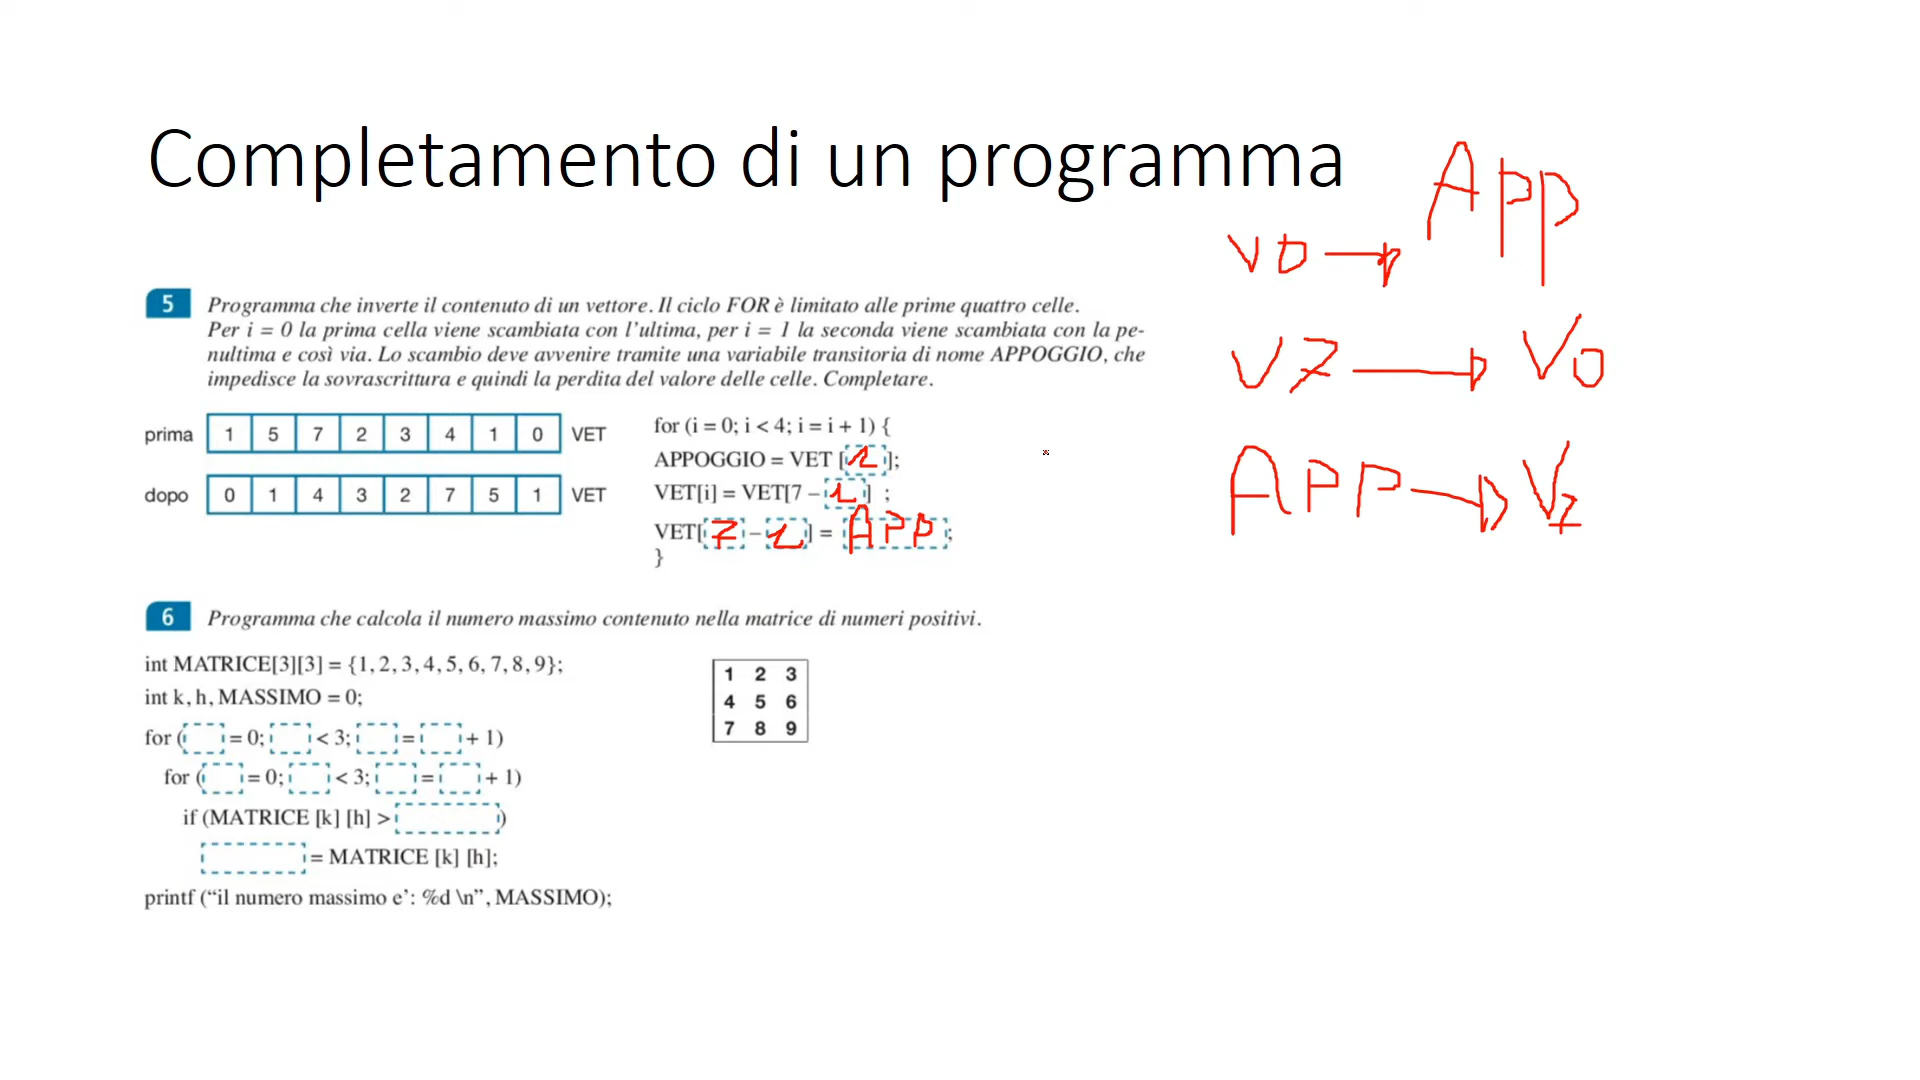 Completamento di un programma
APP
V0 → APP
V7 → V0
APP → V7
5 Programma che inverte il contenuto di un vettore. Il ciclo FOR è limitato alle prime quattro celle.
Per i = 0 la prima cella viene scambiata con l'ultima, per i = 1 la seconda viene scambiata con la pe-
nultima e così via. Lo scambio deve avvenire tramite una variabile transitoria di nome APPOGGIO, che
impedisce la sovrascrittura e quindi la perdita del valore delle celle. Completare.
prima 1 5 7 2 3 4 1 0 VET
dopo 0 1 4 3 2 7 5 1 VET
for (i = 0; i < 4; i = i + 1) {
APPOGGIO = VET [i];
VET[i] = VET[7 – i] ;
VET[7 – i] = APP;
}
6 Programma che calcola il numero massimo contenuto nella matrice di numeri positivi.
int MATRICE[3][3] = {1, 2, 3, 4, 5, 6, 7, 8, 9};
int k, h, MASSIMO = 0;
for ( = 0; < 3; = + 1)
for ( = 0; < 3; = + 1)
if (MATRICE [k] [h] > )
= MATRICE [k] [h];
printf (“il numero massimo e’: %d \n”, MASSIMO);
1 2 3
4 5 6
7 8 9